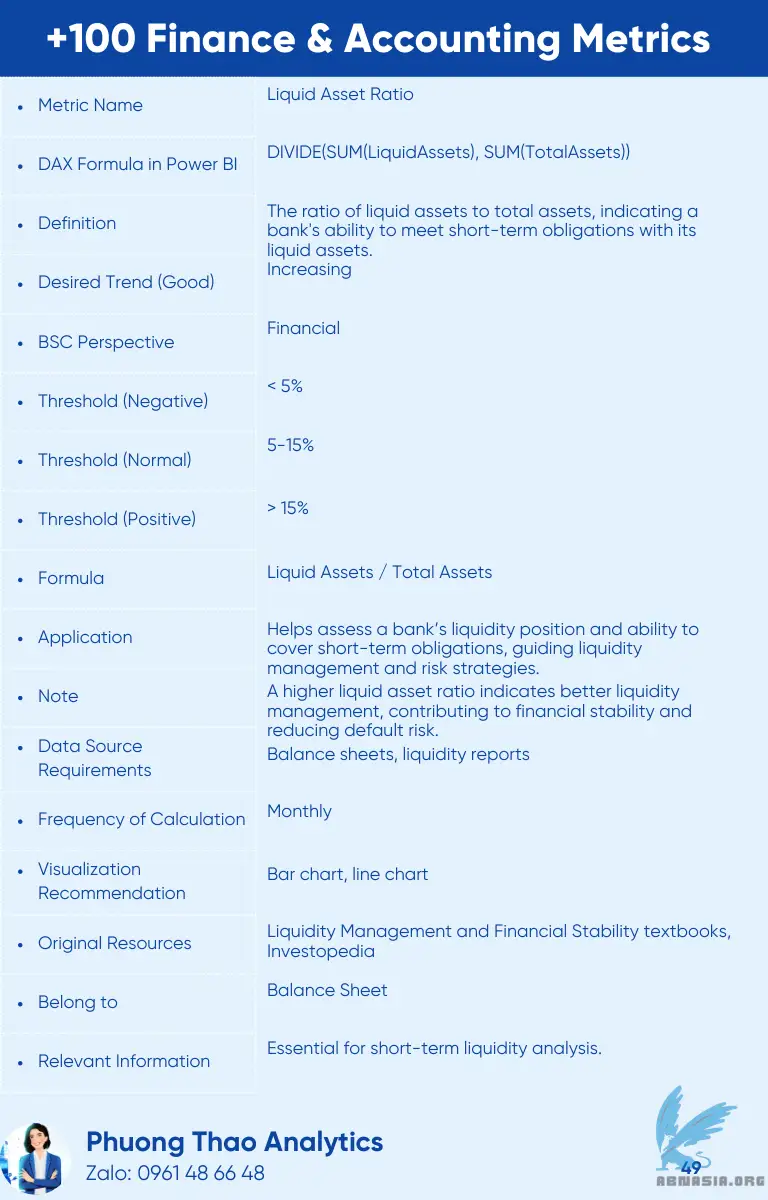 +100 Finance & Accounting Metrics
• Metric Name
Liquid Asset Ratio
• DAX Formula in Power BI
DIVIDE(SUM(LiquidAssets), SUM(TotalAssets))
• Definition
The ratio of liquid assets to total assets, indicating a
bank's ability to meet short-term obligations with its
liquid assets.
• Desired Trend (Good)
Increasing
• BSC Perspective
Financial
• Threshold (Negative)
< 5%
• Threshold (Normal)
5-15%
• Threshold (Positive)
> 15%
• Formula
Liquid Assets / Total Assets
• Application
Helps assess a bank’s liquidity position and ability to
cover short-term obligations, guiding liquidity
management and risk strategies.
• Note
A higher liquid asset ratio indicates better liquidity
management, contributing to financial stability and
reducing default risk.
• Data Source
Requirements
Balance sheets, liquidity reports
• Frequency of Calculation
Monthly
• Visualization
Recommendation
Bar chart, line chart
• Original Resources
Liquidity Management and Financial Stability textbooks,
Investopedia
• Belong to
Balance Sheet
• Relevant Information
Essential for short-term liquidity analysis.
Phuong Thao Analytics
Zalo: 0961 48 66 48
49
ABNASIA.ORG